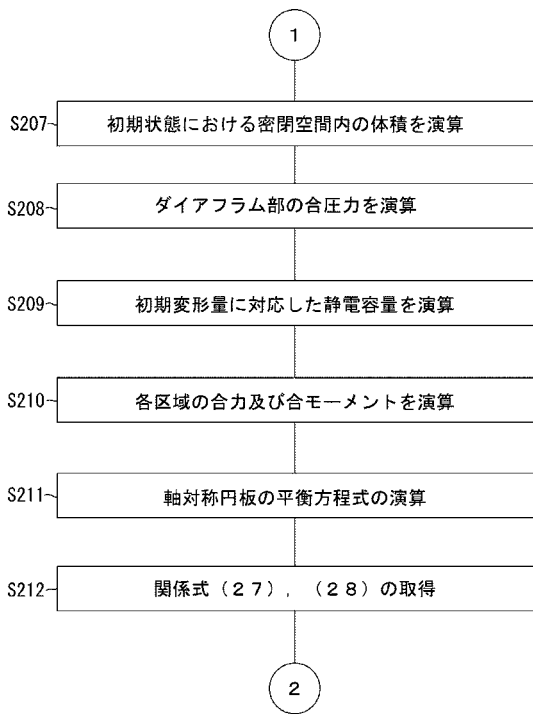 1
S207 初期状態における密閉空間内の体積を演算
S208 ダイアフラム部の合圧力を演算
S209 初期変形量に対応した静電容量を演算
S210 各区域の合力及び合モーメントを演算
S211 軸対称円板の平衡方程式の演算
S212 関係式（２７），（２８）の取得
2